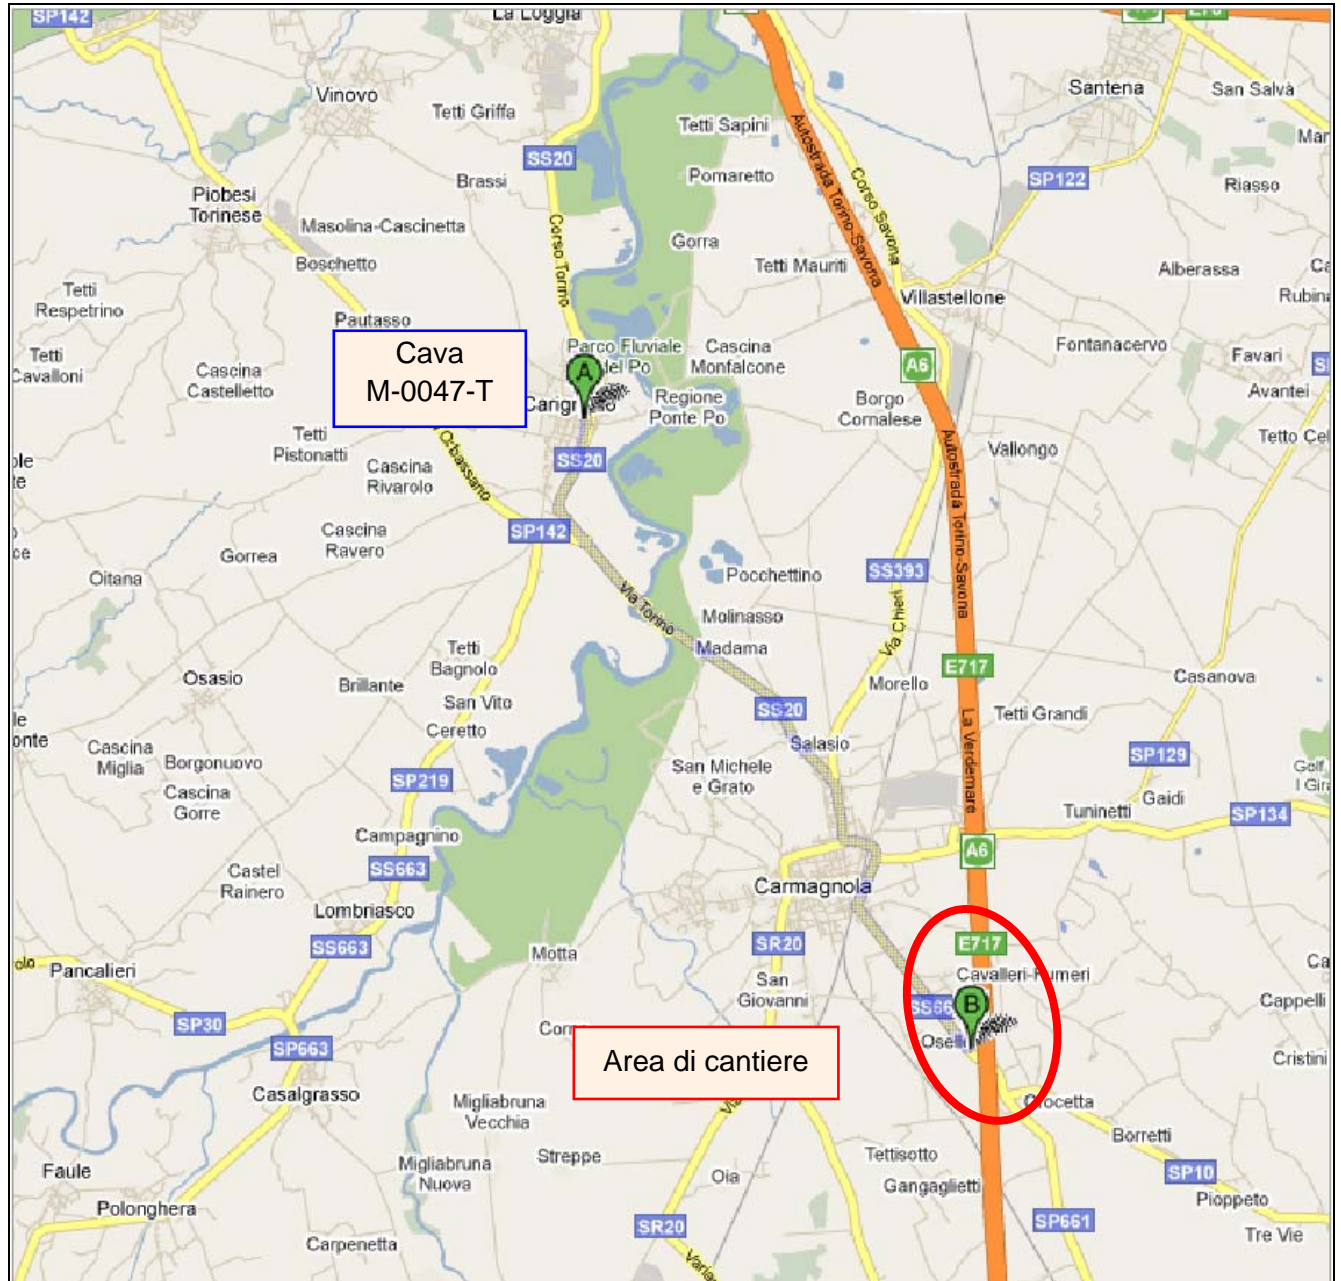 SP142
La Loggia
Santena
San Salvà
Vinovo
Tetti Griffa
Tetti Sapini
SS20
Brassi
Pomaretto
SP122
Riasso
Piobesi
Torinese
Masolina-Cascinetta
Corso Torino
Autostrada Torino-Savona
Corso Savona
Gorra
Boschetto
Tetti Mauriti
Alberassa
Tetti
Respetrino
Villastellone
Pautasso
Cava
M-0047-T
Parco Fluviale
del Po
Cascina
Monfalcone
Fontanacervo
Favari
Tetti
Cavalloni
Cascina
Castelletto
A
A6
Avantei
Regione
Ponte Po
Borgo
Cornalese
Tetti
Pistonatti
Orbassano
SS20
Vallongo
Cascina
Rivarolo
Autostrada Torino-Savona
Cascina
Ravero
SP142
Gorrea
Oitana
Pocchettino
SS393
Via Torino
Molinasso
Via Chieri
Madama
Tetti
Bagnolo
E717
Osasio
Brillante
Morello
Casanova
San Vito
SS20
Tetti Grandi
Ceretto
La Verdemare
Salasio
Cascina
Miglia
Borgonuovo
SP129
San Michele
e Grato
SP219
Cascina
Gorre
Gaidi
Tuninetti
SP134
Campagnino
A6
Castel
Rainero
SS663
Carmagnola
Lombriasco
SS663
SR20
E717
Motta
Pancalieri
San
Giovanni
Cavalleri-Fumeri
Cappelli
SP30
B
SP663
Area di cantiere
Cristini
Casalgrasso
Migliabruna
Vecchia
Crocetta
Borretti
Streppe
Tettisotto
Faule
Migliabruna
Nuova
Oia
Gangaglietti
SP10
Pioppeto
Polonghera
SR20
SP661
Tre Vie
Carpenetta